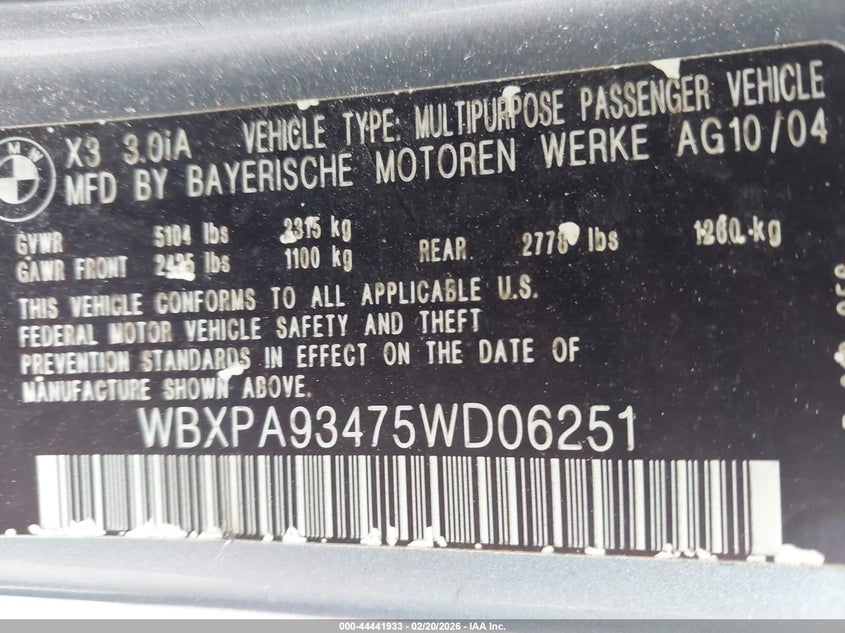 BMW
X3 3.0iA VEHICLE TYPE: MULTIPURPOSE PASSENGER VEHICLE
MFD BY BAYERISCHE MOTOREN WERKE AG10/04
GVWR 5104 lbs 2315 kg
GAWR FRONT 2425 lbs 1100 kg REAR 2778 lbs 1260 kg
THIS VEHICLE CONFORMS TO ALL APPLICABLE U.S.
FEDERAL MOTOR VEHICLE SAFETY AND THEFT
PREVENTION STANDARDS IN EFFECT ON THE DATE OF
MANUFACTURE SHOWN ABOVE.
WBXPA93475WD06251
000-44441933 - 02/20/2026 - IAA Inc.